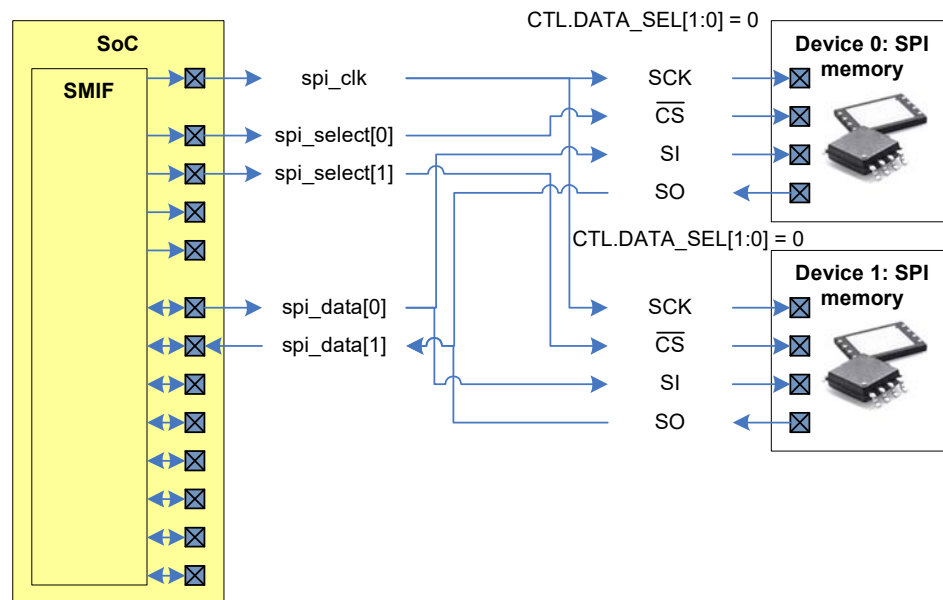 CTL.DATA_SEL[1:0] = 0
SoC
SMIF
Device 0: SPI
memory
spi_clk
SCK
spi_select[0]
CS
spi_select[1]
SI
SO
CTL.DATA_SEL[1:0] = 0
Device 1: SPI
memory
spi_data[0]
SCK
spi_data[1]
CS
SI
SO